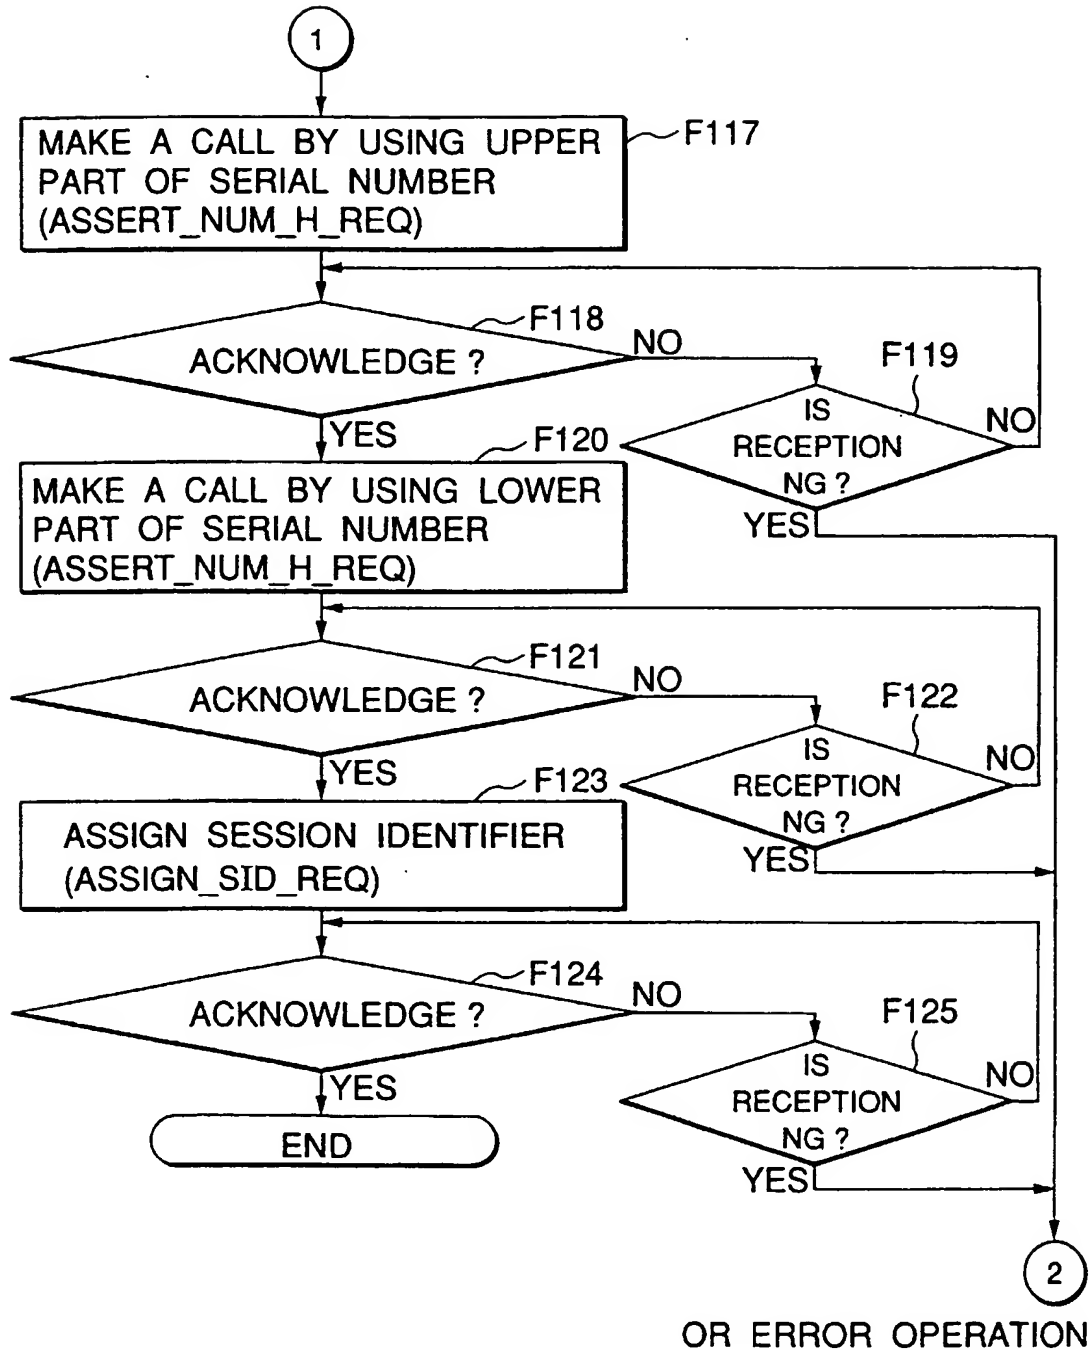 1
MAKE A CALL BY USING UPPER
PART OF SERIAL NUMBER
(ASSERT_NUM_H_REQ)
F117
F118
ACKNOWLEDGE ?
NO
YES
F119
IS
RECEPTION
NG ?
NO
YES
F120
MAKE A CALL BY USING LOWER
PART OF SERIAL NUMBER
(ASSERT_NUM_H_REQ)
F121
ACKNOWLEDGE ?
NO
YES
F122
IS
RECEPTION
NG ?
NO
YES
F123
ASSIGN SESSION IDENTIFIER
(ASSIGN_SID_REQ)
F124
ACKNOWLEDGE ?
NO
YES
F125
IS
RECEPTION
NG ?
NO
YES
END
2
OR ERROR OPERATION